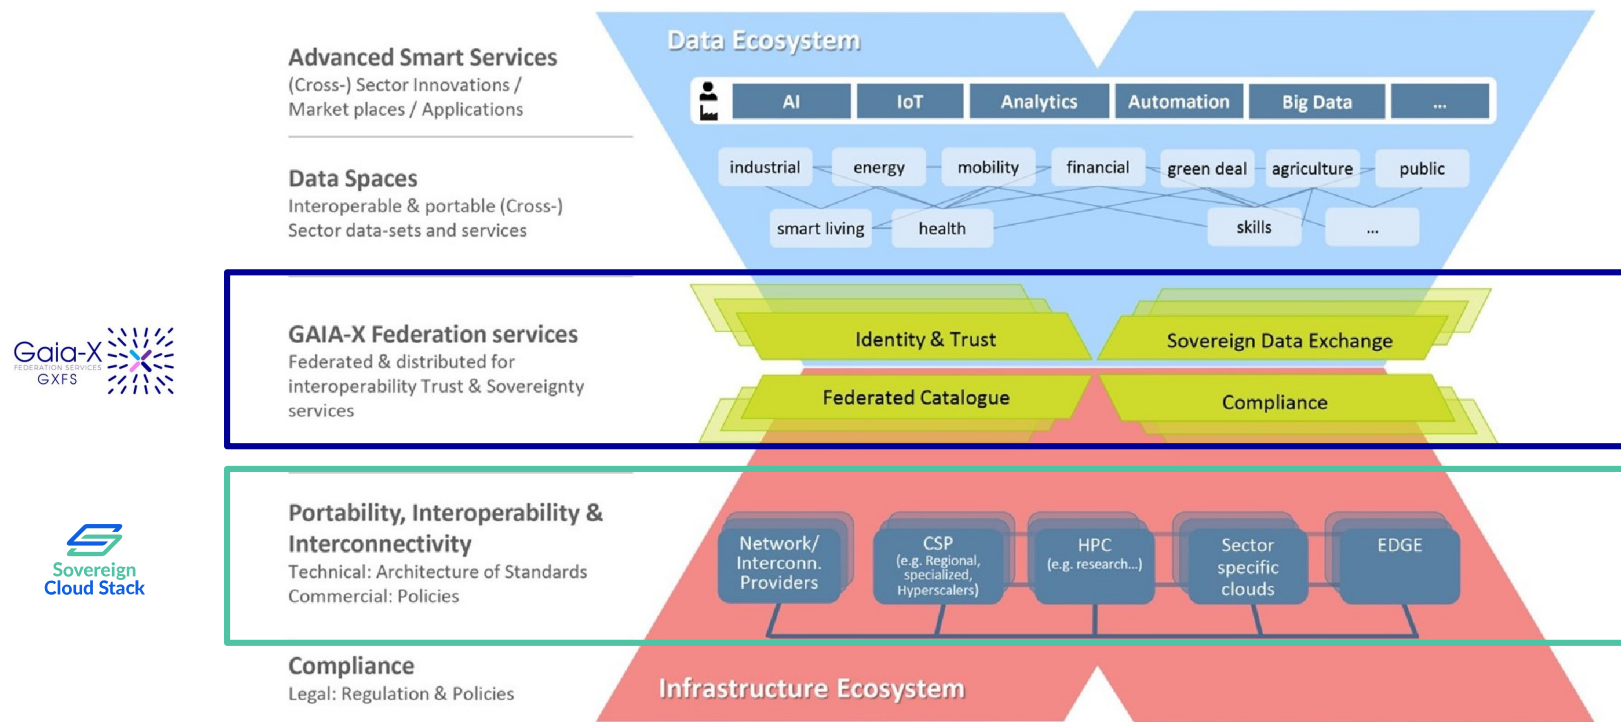 Data Ecosystem
Advanced Smart Services
(Cross-) Sector Innovations /
Market places / Applications
AI
IoT
Analytics
Automation
Big Data
...
Data Spaces
Interoperable & portable (Cross-)
Sector data-sets and services
industrial
energy
mobility
financial
green deal
agriculture
public
smart living
health
skills
...
Gaia-X
FEDERATION SERVICES
GXFS
GAIA-X Federation services
Federated & distributed for
interoperability Trust & Sovereignty
services
Identity & Trust
Sovereign Data Exchange
Federated Catalogue
Compliance
Sovereign
Cloud Stack
Portability, Interoperability &
Interconnectivity
Technical: Architecture of Standards
Commercial: Policies
Network/
Interconn.
Providers
CSP
(e.g. Regional,
specialized,
Hyperscalers)
HPC
(e.g. research...)
Sector
specific
clouds
EDGE
Compliance
Legal: Regulation & Policies
Infrastructure Ecosystem